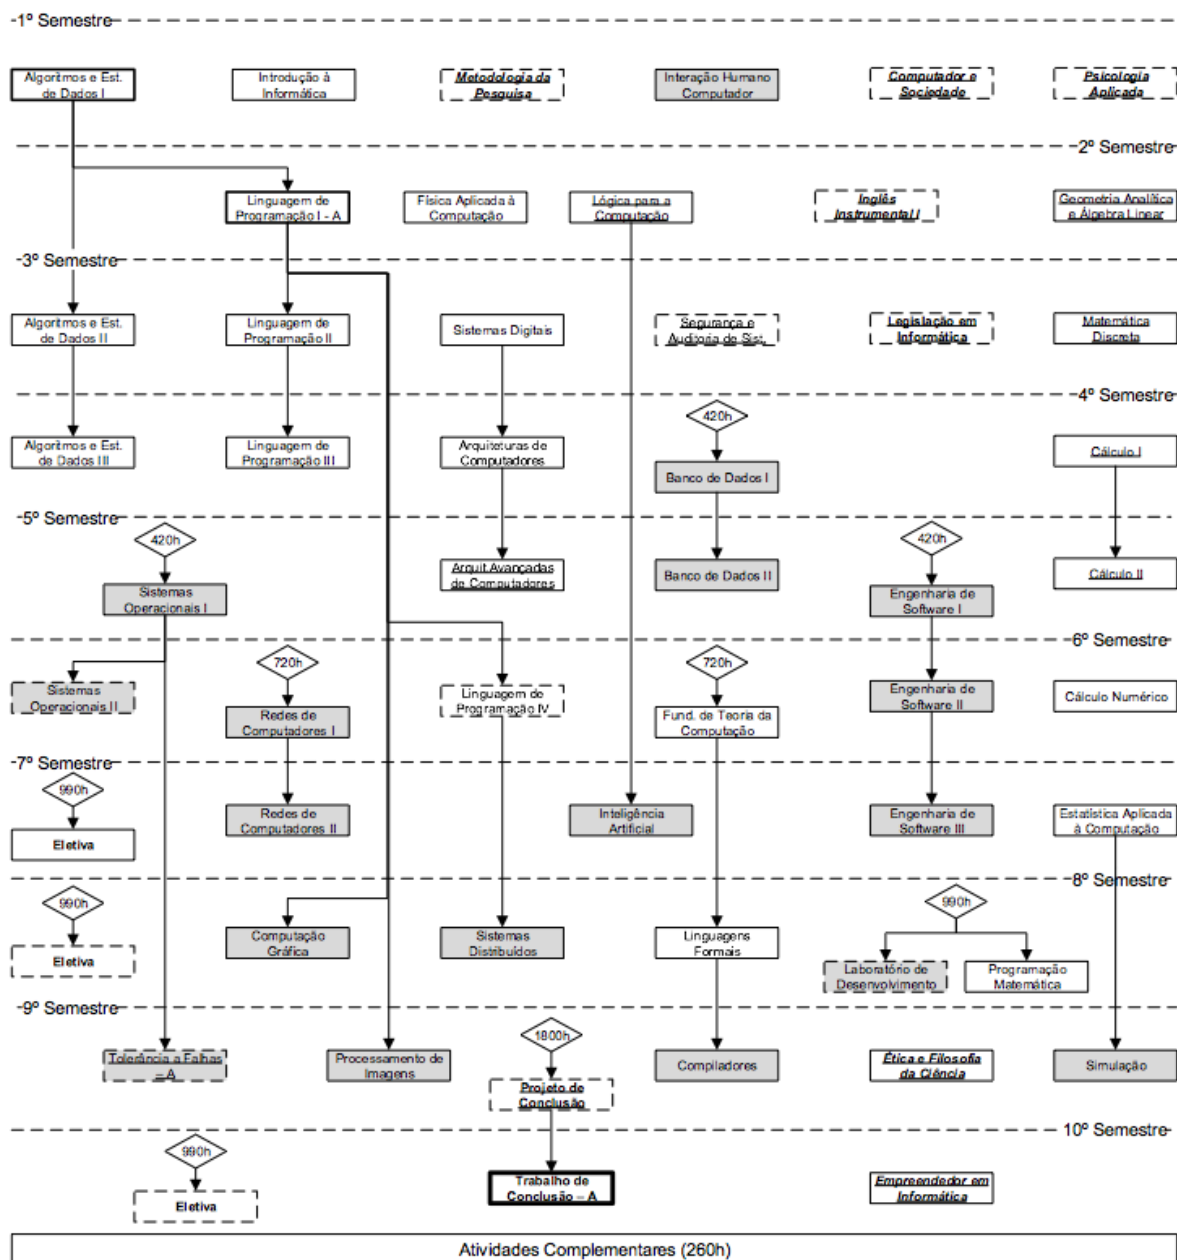 1º Semestre
Algoritmos e Est.
de Dados I
Introdução à
Informática
Metodologia da
Pesquisa
Interação Humano
Computador
Computador e
Sociedade
Psicologia
Aplicada
2º Semestre
Linguagem de
Programação I - A
Física Aplicada à
Computação
Lógica para a
Computação
Inglês
Instrumental I
Geometria Analítica
e Álgebra Linear
3º Semestre
Algoritmos e Est.
de Dados II
Linguagem de
Programação II
Sistemas Digitais
Segurança e
Auditoria de Sist.
Legislação em
Informática
Matemática
Discreta
4º Semestre
420h
Algoritmos e Est.
de Dados III
Linguagem de
Programação III
Arquiteturas de
Computadores
Banco de Dados I
Cálculo I
5º Semestre
420h
420h
Sistemas
Operacionais I
Arquit.Avançadas
de Computadores
Banco de Dados II
Engenharia de
Software I
Cálculo II
6º Semestre
720h
720h
Sistemas
Operacionais II
Redes de
Computadores I
Linguagem de
Programação IV
Fund. de Teoria da
Computação
Engenharia de
Software II
Cálculo Numérico
7º Semestre
990h
Eletiva
Redes de
Computadores II
Inteligência
Artificial
Engenharia de
Software III
Estatística Aplicada
à Computação
8º Semestre
990h
990h
Eletiva
Computação
Gráfica
Sistemas
Distribuídos
Linguagens
Formais
Laboratório de
Desenvolvimento
Programação
Matemática
9º Semestre
1800h
Tolerância a Falhas
– A
Processamento de
Imagens
Projeto de
Conclusão
Compiladores
Ética e Filosofia
da Ciência
Simulação
10º Semestre
990h
Eletiva
Trabalho de
Conclusão – A
Empreendedor em
Informática
Atividades Complementares (260h)